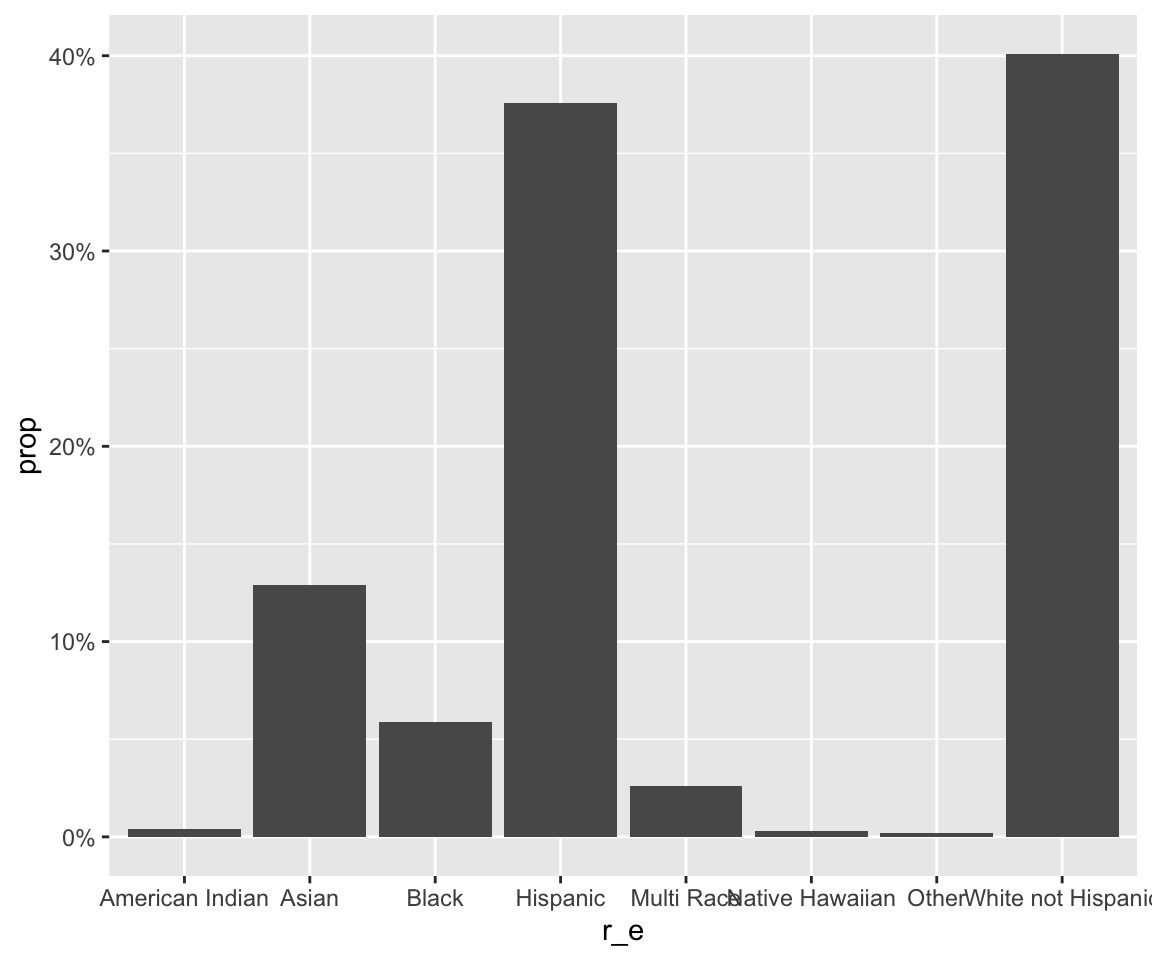 40%
30%
20%
10%
0%
prop
American Indian Asian Black Hispanic Multi Race Native Hawaiian Other White not Hispanic
r_e